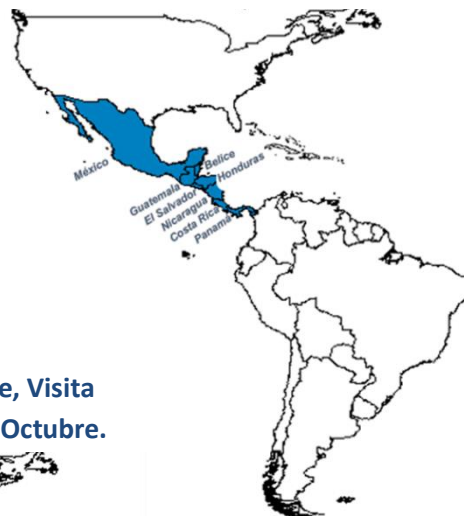 México
Belice
Honduras
Guatemala
El Salvador
Nicaragua
Costa Rica
Panamá
e, Visita
Octubre.